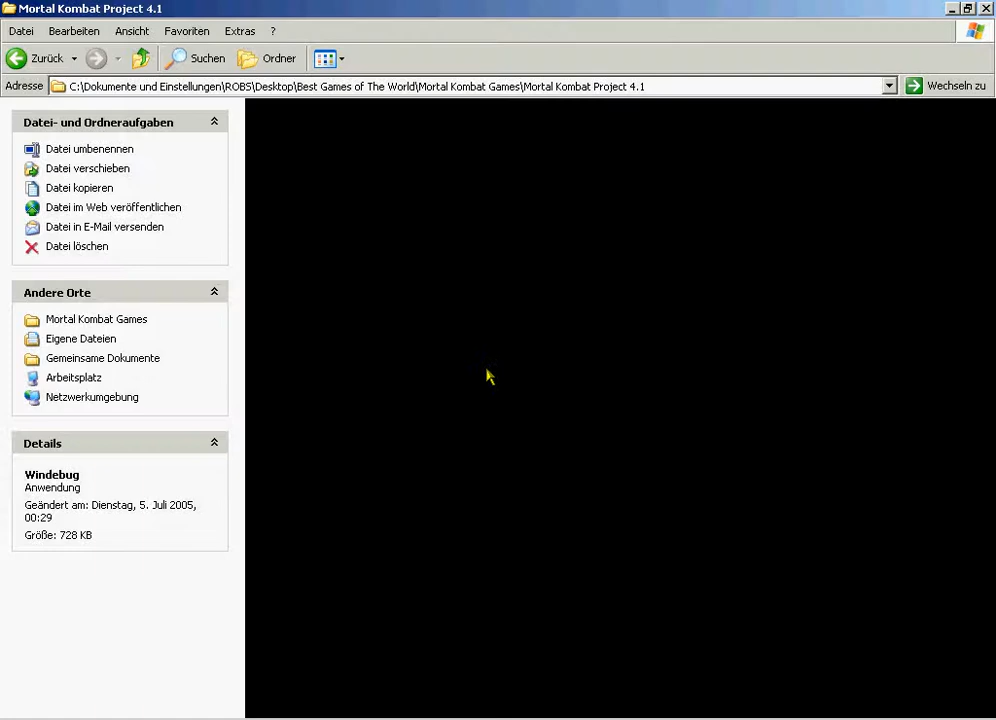 Mortal Kombat Project 4.1
Datei Bearbeiten Ansicht Favoriten Extras ?
Zurück Suchen Ordner
Adresse C:\Dokumente und Einstellungen\ROBS\Desktop\Best Games of The World\Mortal Kombat Games\Mortal Kombat Project 4.1 Wechseln zu
Datei- und Ordneraufgaben
Datei umbenennen
Datei verschieben
Datei kopieren
Datei im Web veröffentlichen
Datei in E-Mail versenden
Datei löschen
Andere Orte
Mortal Kombat Games
Eigene Dateien
Gemeinsame Dokumente
Arbeitsplatz
Netzwerkumgebung
Details
Windebug
Anwendung
Geändert am: Dienstag, 5. Juli 2005,
00:29
Größe: 728 KB